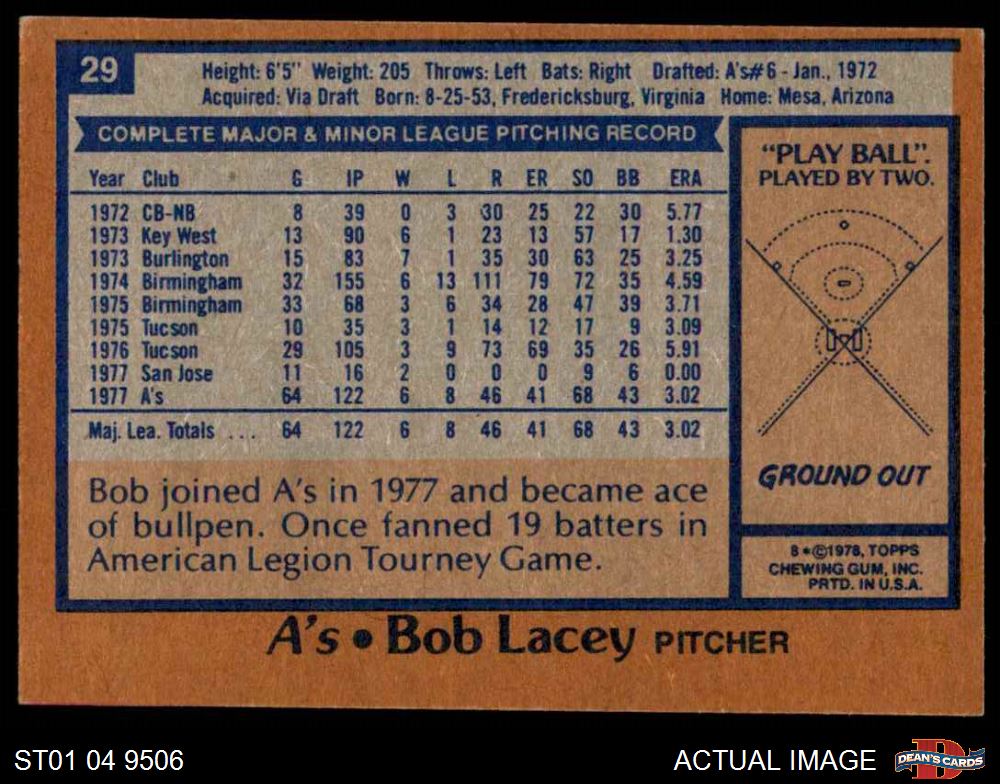 29
Height: 6'5" Weight: 205 Throws: Left Bats: Right Drafted: A's#6 - Jan., 1972
Acquired: Via Draft Born: 8-25-53, Fredericksburg, Virginia Home: Mesa, Arizona
COMPLETE MAJOR & MINOR LEAGUE PITCHING RECORD
Year Club G IP W L R ER SO BB ERA
1972 CB-NB 8 39 0 3 30 25 22 30 5.77
1973 Key West 13 90 6 1 23 13 57 17 1.30
1973 Burlington 15 83 7 1 35 30 63 25 3.25
1974 Birmingham 32 155 6 13 111 79 72 35 4.59
1975 Birmingham 33 68 3 6 34 28 47 39 3.71
1975 Tucson 10 35 3 1 14 12 17 9 3.09
1976 Tucson 29 105 3 9 73 69 35 26 5.91
1977 San Jose 11 16 2 0 0 0 9 6 0.00
1977 A's 64 122 6 8 46 41 68 43 3.02
Maj. Lea. Totals ... 64 122 6 8 46 41 68 43 3.02
Bob joined A's in 1977 and became ace
of bullpen. Once fanned 19 batters in
American Legion Tourney Game.
"PLAY BALL".
PLAYED BY TWO.
GROUND OUT
8*©1978, TOPPS
CHEWING GUM, INC.
PRTD. IN U.S.A.
A's • Bob Lacey PITCHER
ST01 04 9506
ACTUAL IMAGE
DEAN'S CARDS